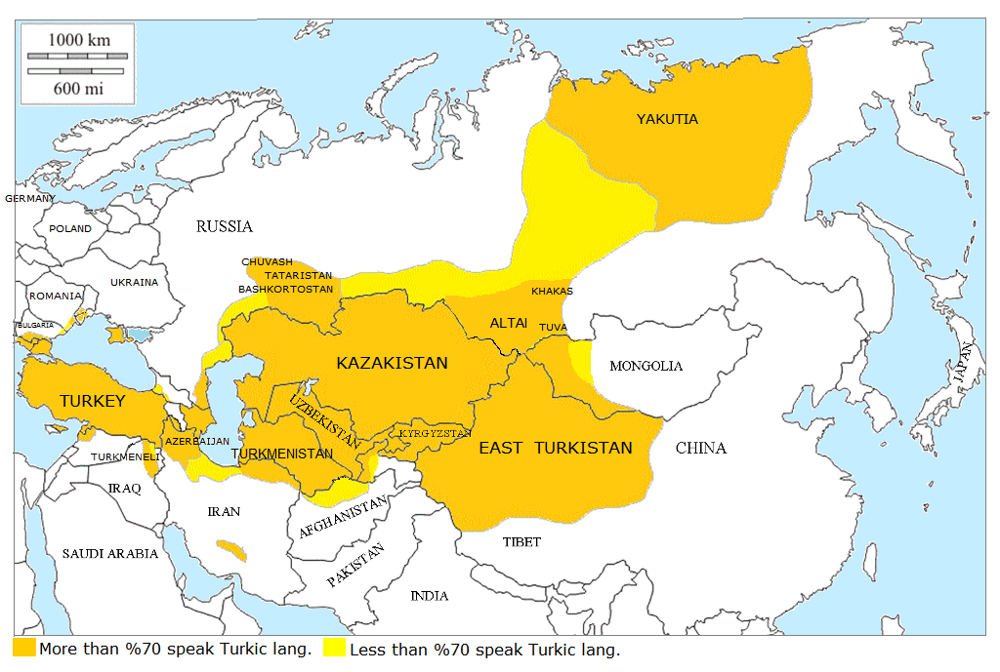 1000 km
600 mi
YAKUTIA
GERMANY
POLAND
RUSSIA
CHUVASH
TATARISTAN
BASHKORTOSTAN
UKRAINA
ROMANIA
KHAKAS
BULGARIA
ALTAI
TUVA
KAZAKISTAN
MONGOLIA
JAPAN
TURKEY
UZBEKISTAN
KYRGYZSTAN
AZERBAIJAN
TURKMENISTAN
EAST TURKISTAN
CHINA
TURKMENELI
IRAQ
IRAN
AFGHANISTAN
TIBET
SAUDI ARABIA
PAKISTAN
INDIA
More than %70 speak Turkic lang.
Less than %70 speak Turkic lang.